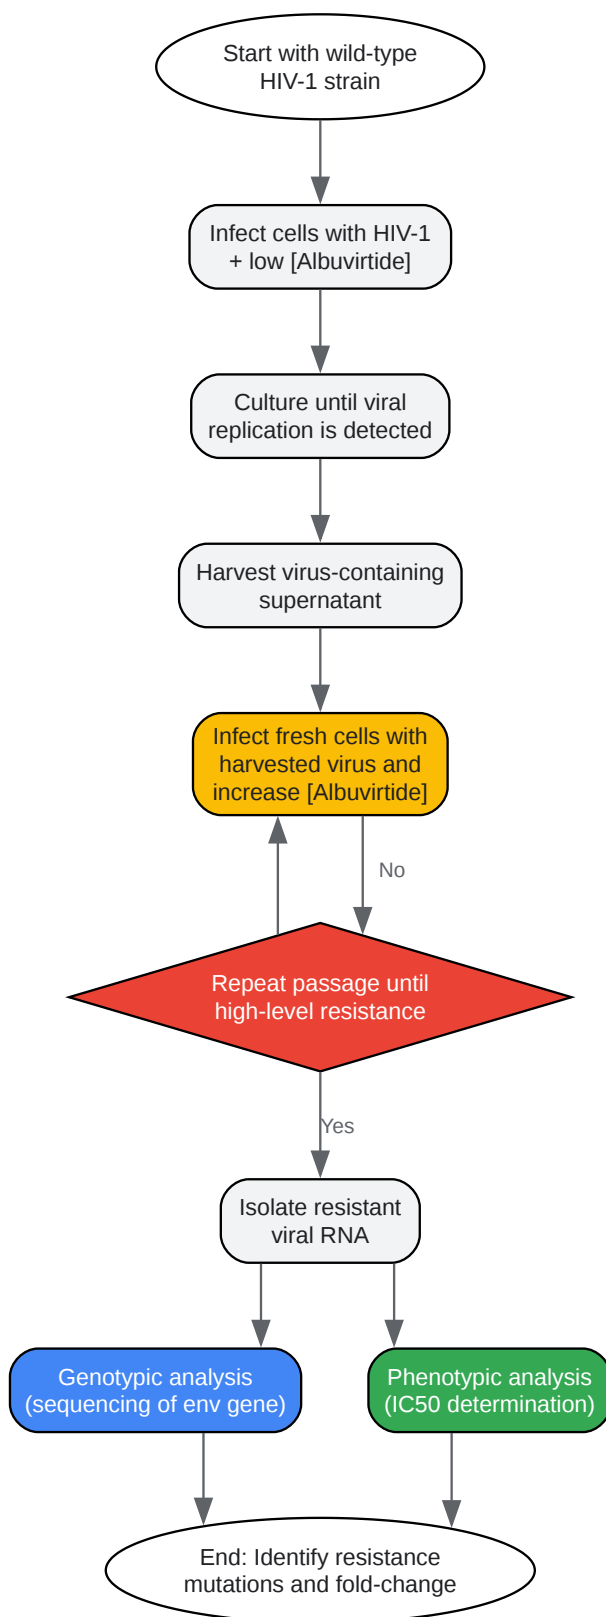 Start with wild-type
HIV-1 strain
Infect cells with HIV-1
+ low [Albuvirtide]
Culture until viral
replication is detected
Harvest virus-containing
supernatant
Infect fresh cells with
harvested virus and
increase [Albuvirtide]
No
Repeat passage until
high-level resistance
Yes
Isolate resistant
viral RNA
Genotypic analysis
(sequencing of env gene)
Phenotypic analysis
(IC50 determination)
End: Identify resistance
mutations and fold-change